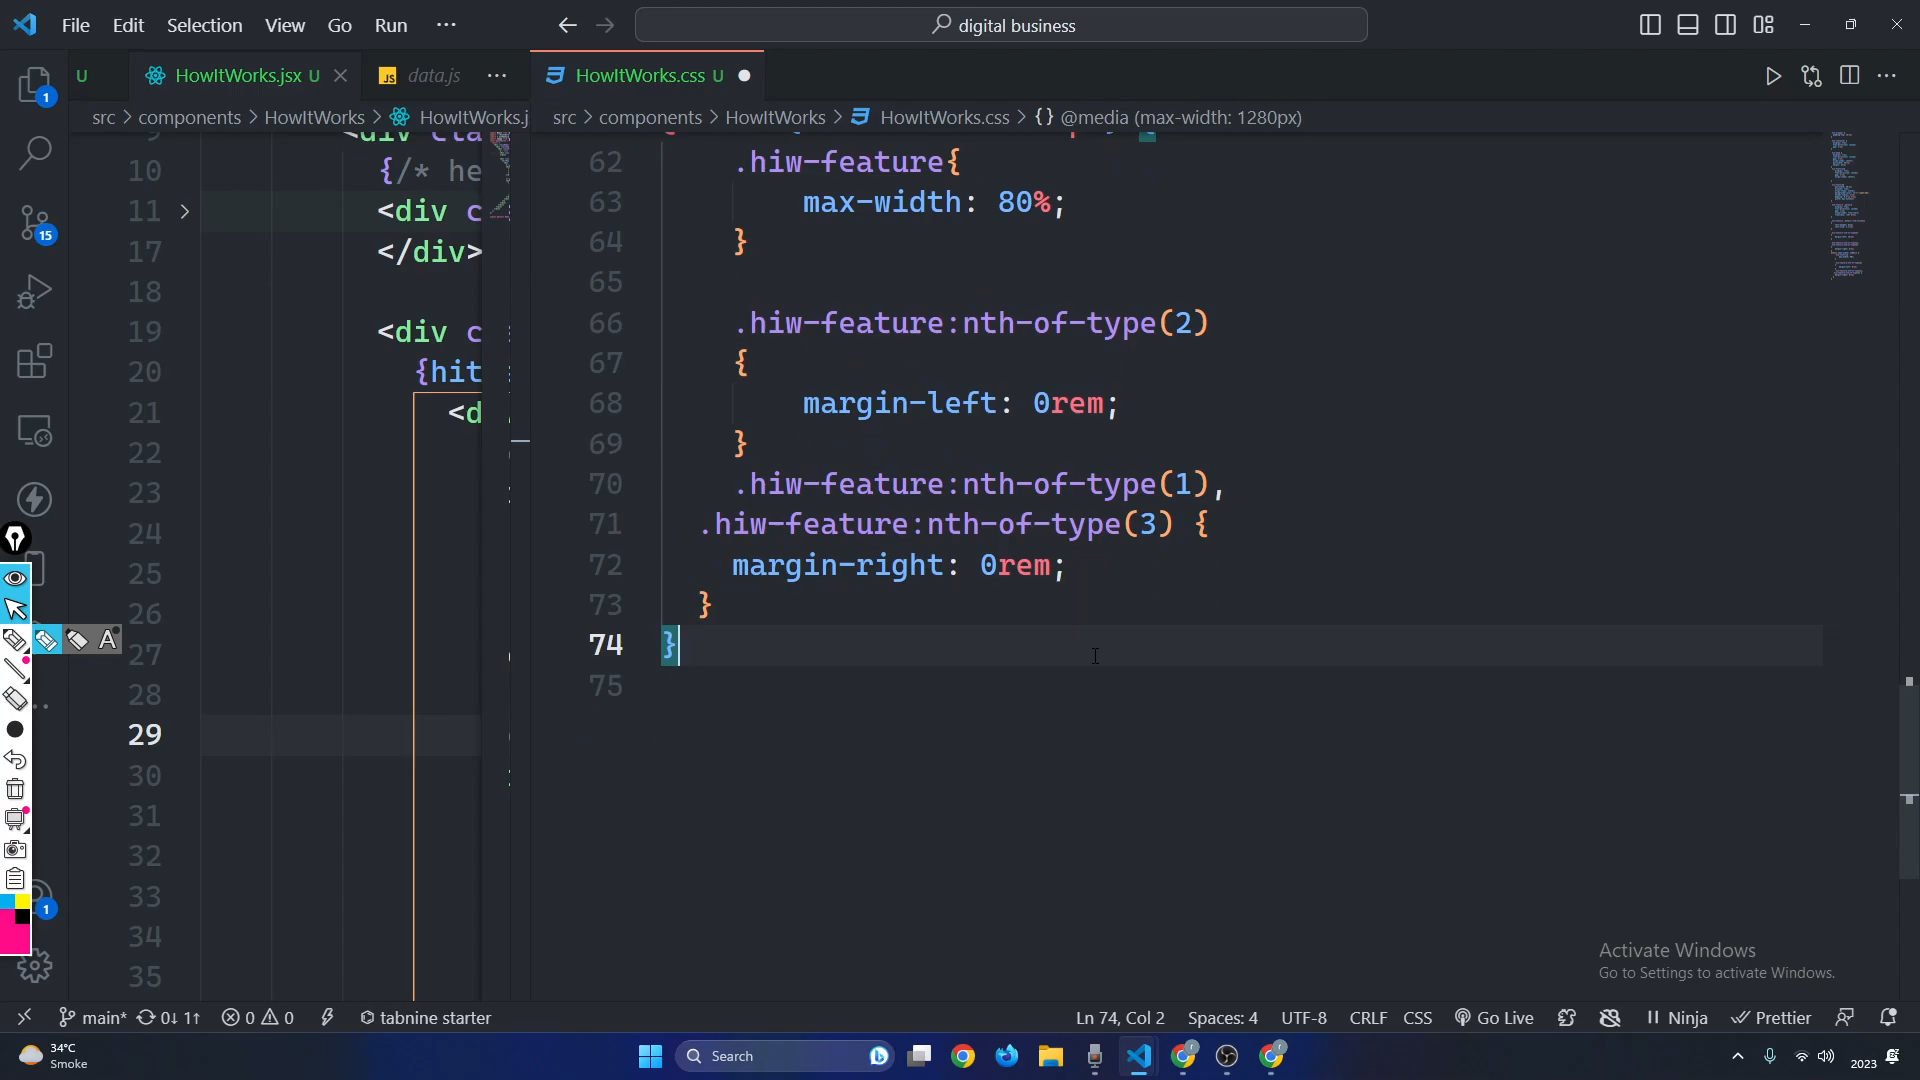 File Edit Selection View Go Run ···
digital business
U HowItWorks.jsx U data.js ···
HowItWorks.css U
src > components > HowItWorks > HowItWorks.j
src > components > HowItWorks > HowItWorks.css > {} @media (max-width: 1280px)
1
15
1
10 {/* he
11 <div c
17 </div>
18
19 <div c
20 {hit
21 <d
22
23
24
25
26
27
28
29
30
31
32
33
34
35
62 .hiw-feature{
63 max-width: 80%;
64 }
65
66 .hiw-feature:nth-of-type(2)
67 {
68 margin-left: 0rem;
69 }
70 .hiw-feature:nth-of-type(1),
71 .hiw-feature:nth-of-type(3) {
72 margin-right: 0rem;
73 }
74 }
75
A
Activate Windows
Go to Settings to activate Windows.
main* 0↓ 1↑ 0 0 tabnine starter
Ln 74, Col 2 Spaces: 4 UTF-8 CRLF CSS Go Live Ninja Prettier
34°C
Smoke
Search
2023